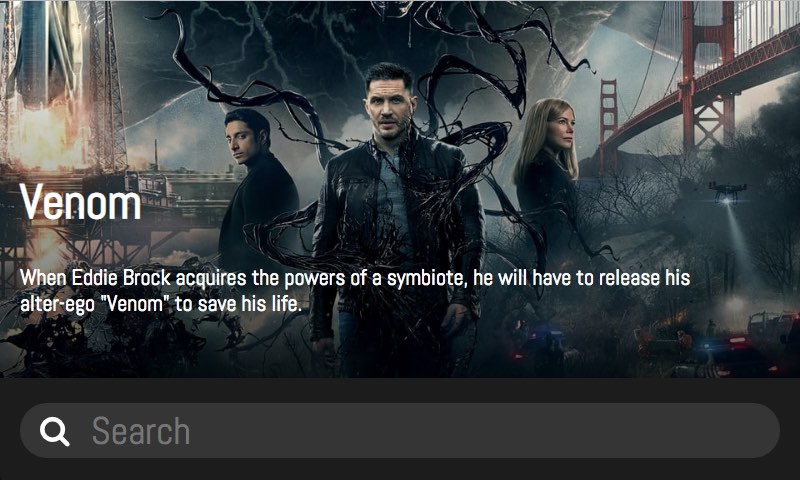 Venom
When Eddie Brock acquires the powers of a symbiote, he will have to release his
alter-ego "Venom" to save his life.
Search